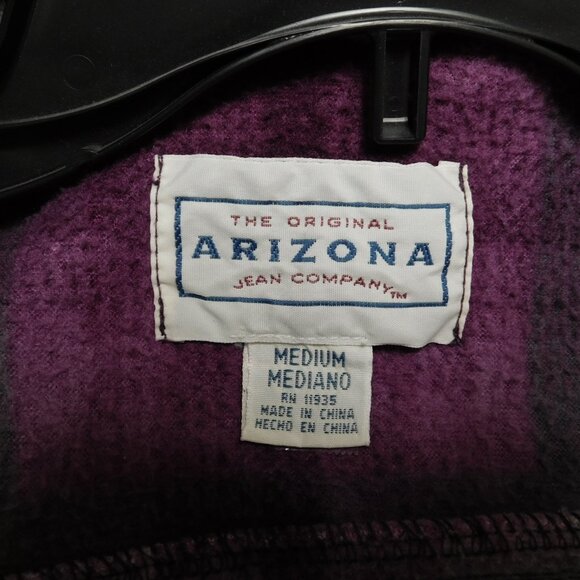 THE ORIGINAL
ARIZONA
JEAN COMPANY™
MEDIUM
MEDIANO
RN 11935
MADE IN CHINA
HECHO EN CHINA